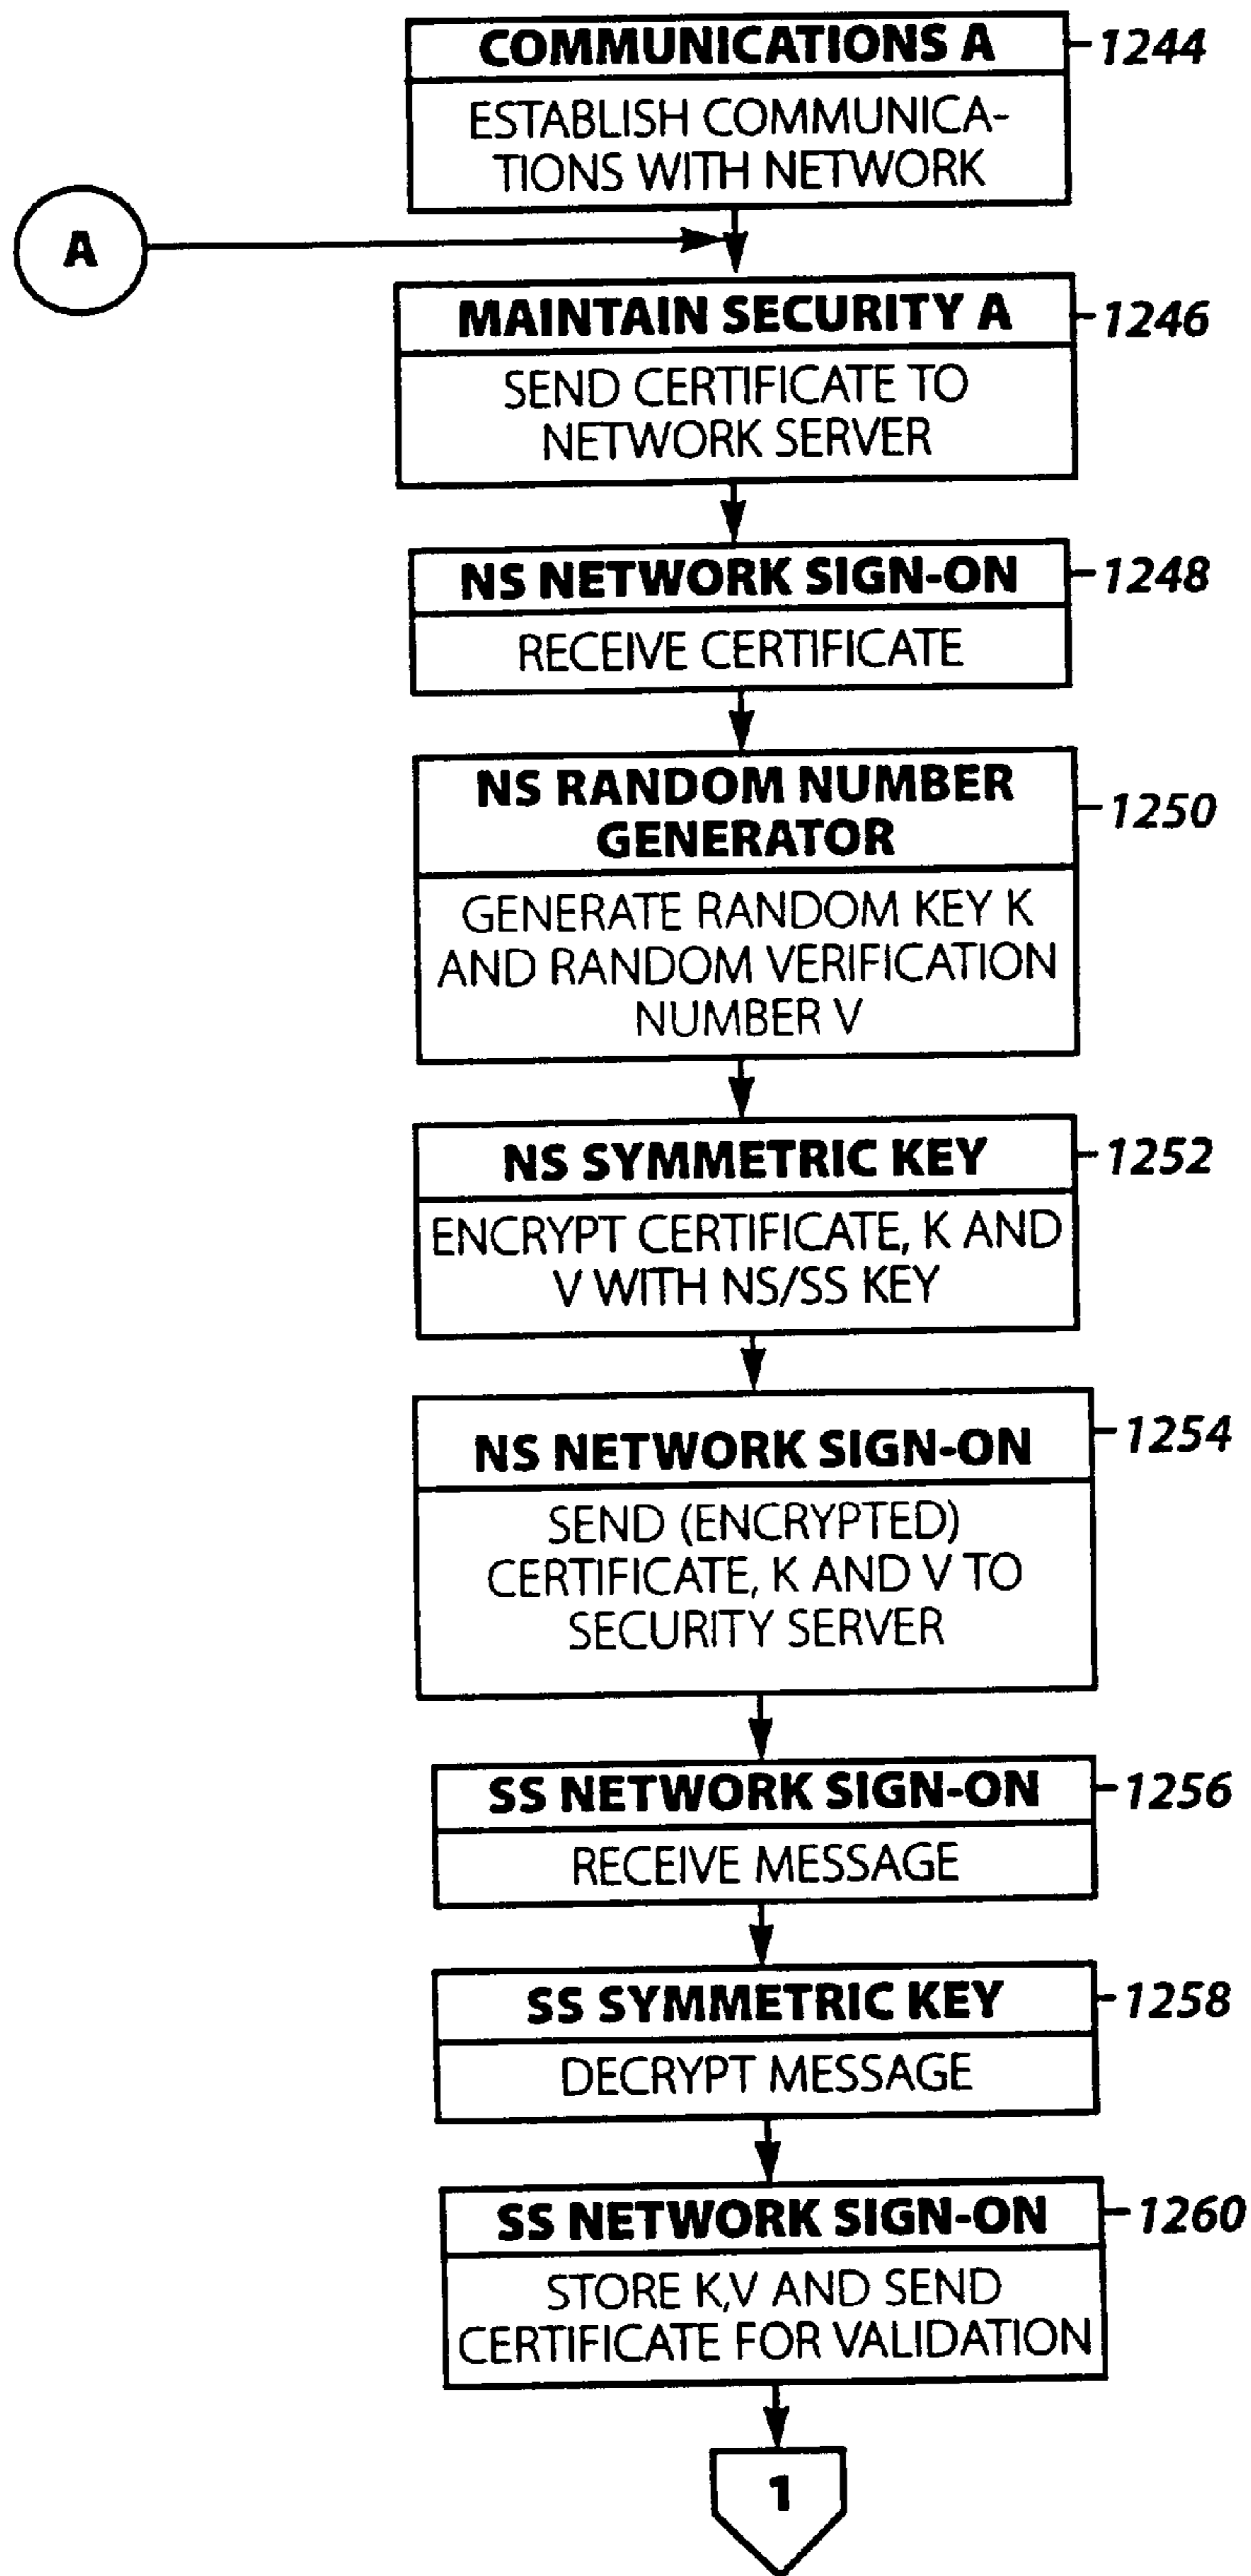 COMMUNICATIONS A
1244
ESTABLISH COMMUNICA-
TIONS WITH NETWORK
A
MAINTAIN SECURITY A
1246
SEND CERTIFICATE TO
NETWORK SERVER
NS NETWORK SIGN-ON
1248
RECEIVE CERTIFICATE
NS RANDOM NUMBER
GENERATOR
1250
GENERATE RANDOM KEY K
AND RANDOM VERIFICATION
NUMBER V
NS SYMMETRIC KEY
1252
ENCRYPT CERTIFICATE, K AND
V WITH NS/SS KEY
NS NETWORK SIGN-ON
1254
SEND (ENCRYPTED)
CERTIFICATE, K AND V TO
SECURITY SERVER
SS NETWORK SIGN-ON
1256
RECEIVE MESSAGE
SS SYMMETRIC KEY
1258
DECRYPT MESSAGE
SS NETWORK SIGN-ON
1260
STORE K,V AND SEND
CERTIFICATE FOR VALIDATION
1